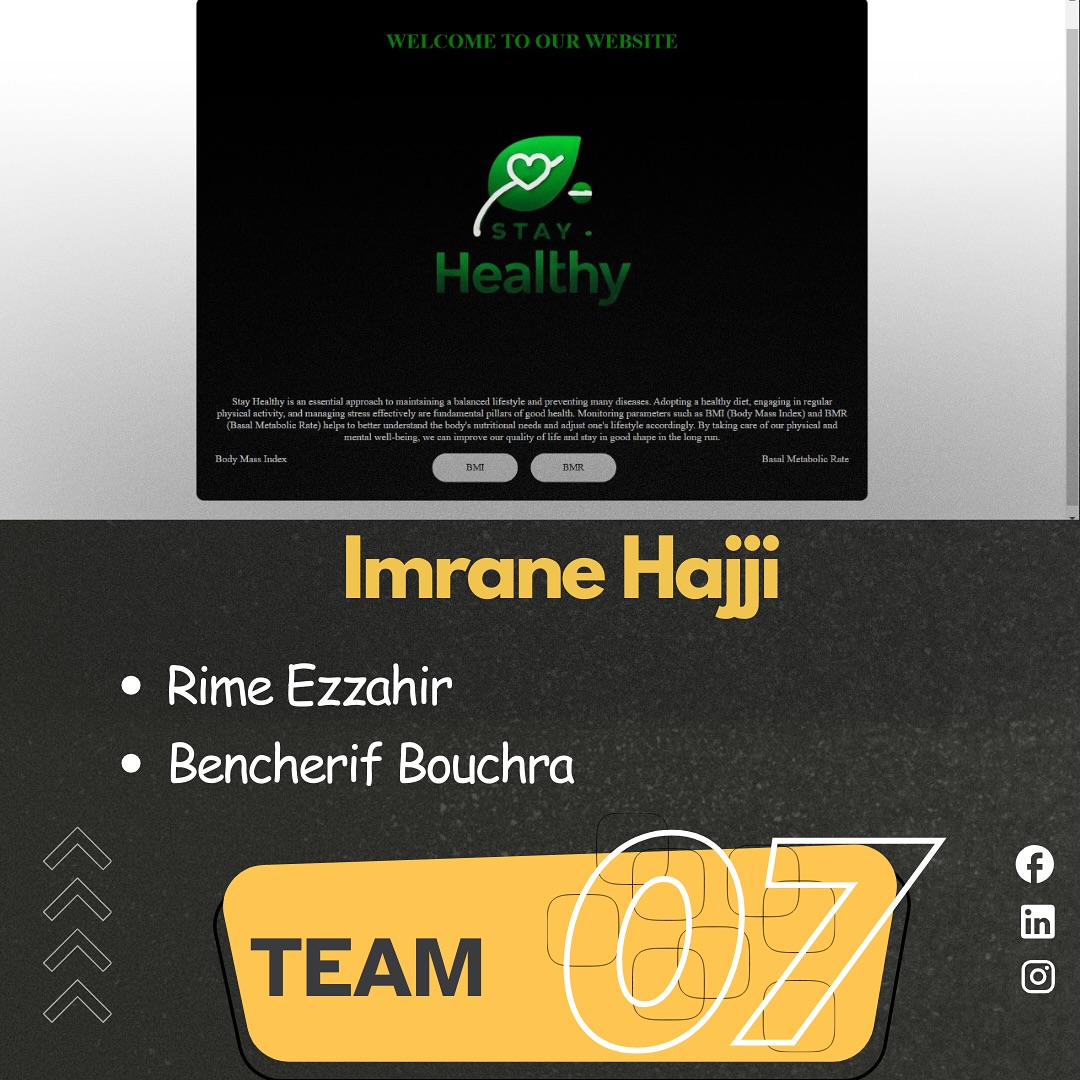 WELCOME TO OUR WEBSITE
STAY
Healthy
Stay Healthy is an essential approach to maintaining a balanced lifestyle and preventing many diseases. Adopting a healthy diet, engaging in regular
physical activity, and managing stress effectively are fundamental pillars of good health. Monitoring parameters such as BMI (Body Mass Index) and BMR
(Basal Metabolic Rate) helps to better understand the body's nutritional needs and adjust one's lifestyle accordingly. By taking care of our physical and
mental well-being, we can improve our quality of life and stay in good shape in the long run.
Body Mass Index
BMI
BMR
Basal Metabolic Rate
Imrane Hajji
• Rime Ezzahir
• Bencherif Bouchra
TEAM 07